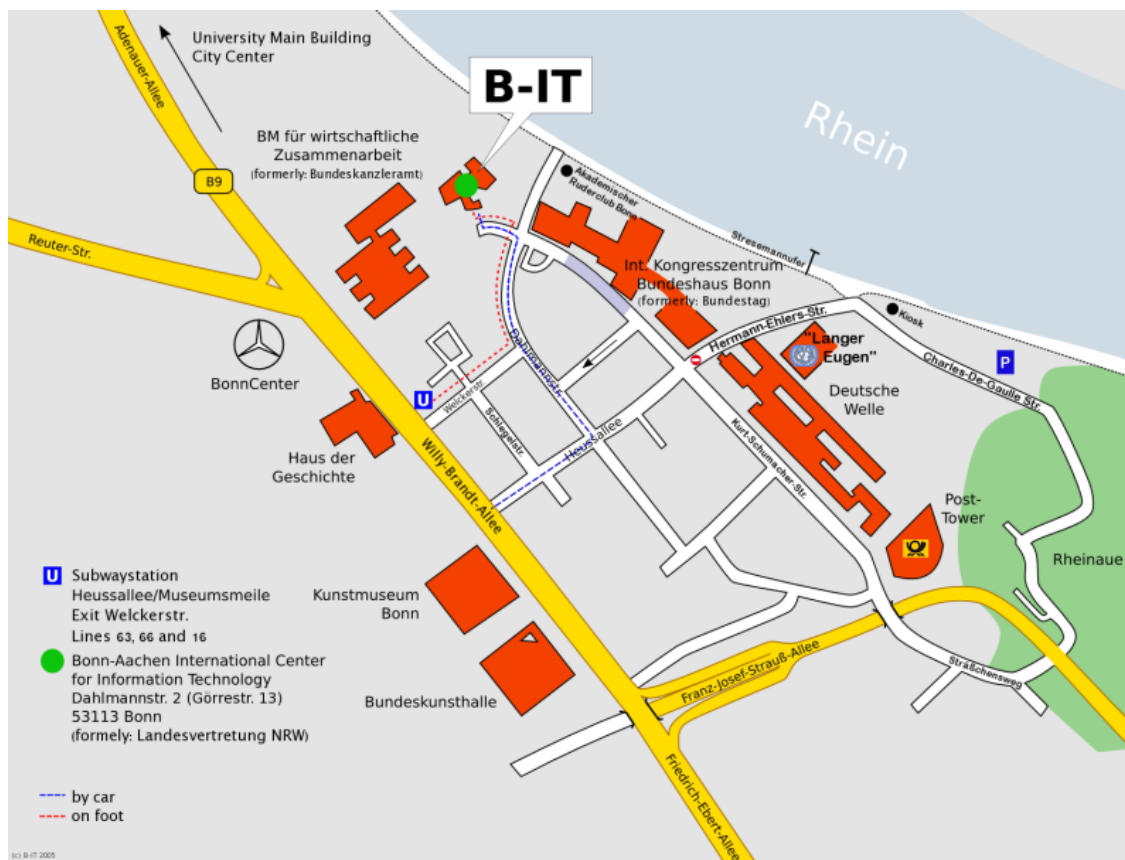 Adenauer-Allee
University Main Building
City Center
B-IT
Rhein
BM für wirtschaftliche
Zusammenarbeit
(formerly: Bundeskanzleramt)
B9
Akademischer
Ruderclub Bonn
Reuter-Str.
Stresemannufer
Int. Kongresszentrum
Bundeshaus Bonn
(formerly: Bundestag)
Hermann-Ehlers-Str.
Kiosk
"Langer
Eugen"
P
BonnCenter
Dahlmannstr.
Charles-De-Gaulle Str.
Deutsche
Welle
U
Welckerstr
Schlegelstr.
Heussallee
Kurt-Schumacher-Str.
Haus der
Geschichte
Willy-Brandt-Allee
Post-
Tower
Rheinaue
U Subwaystation
Heussallee/Museumsmeile
Exit Welckerstr.
Lines 63, 66 and 16
Kunstmuseum
Bonn
Bonn-Aachen International Center
for Information Technology
Dahlmannstr. 2 (Görrestr. 13)
53113 Bonn
(formely: Landesvertretung NRW)
Bundeskunsthalle
Franz-Josef-Strauß-Allee
Sträßchensweg
Friedrich-Ebert-Allee
by car
on foot
(c) B-IT 2005